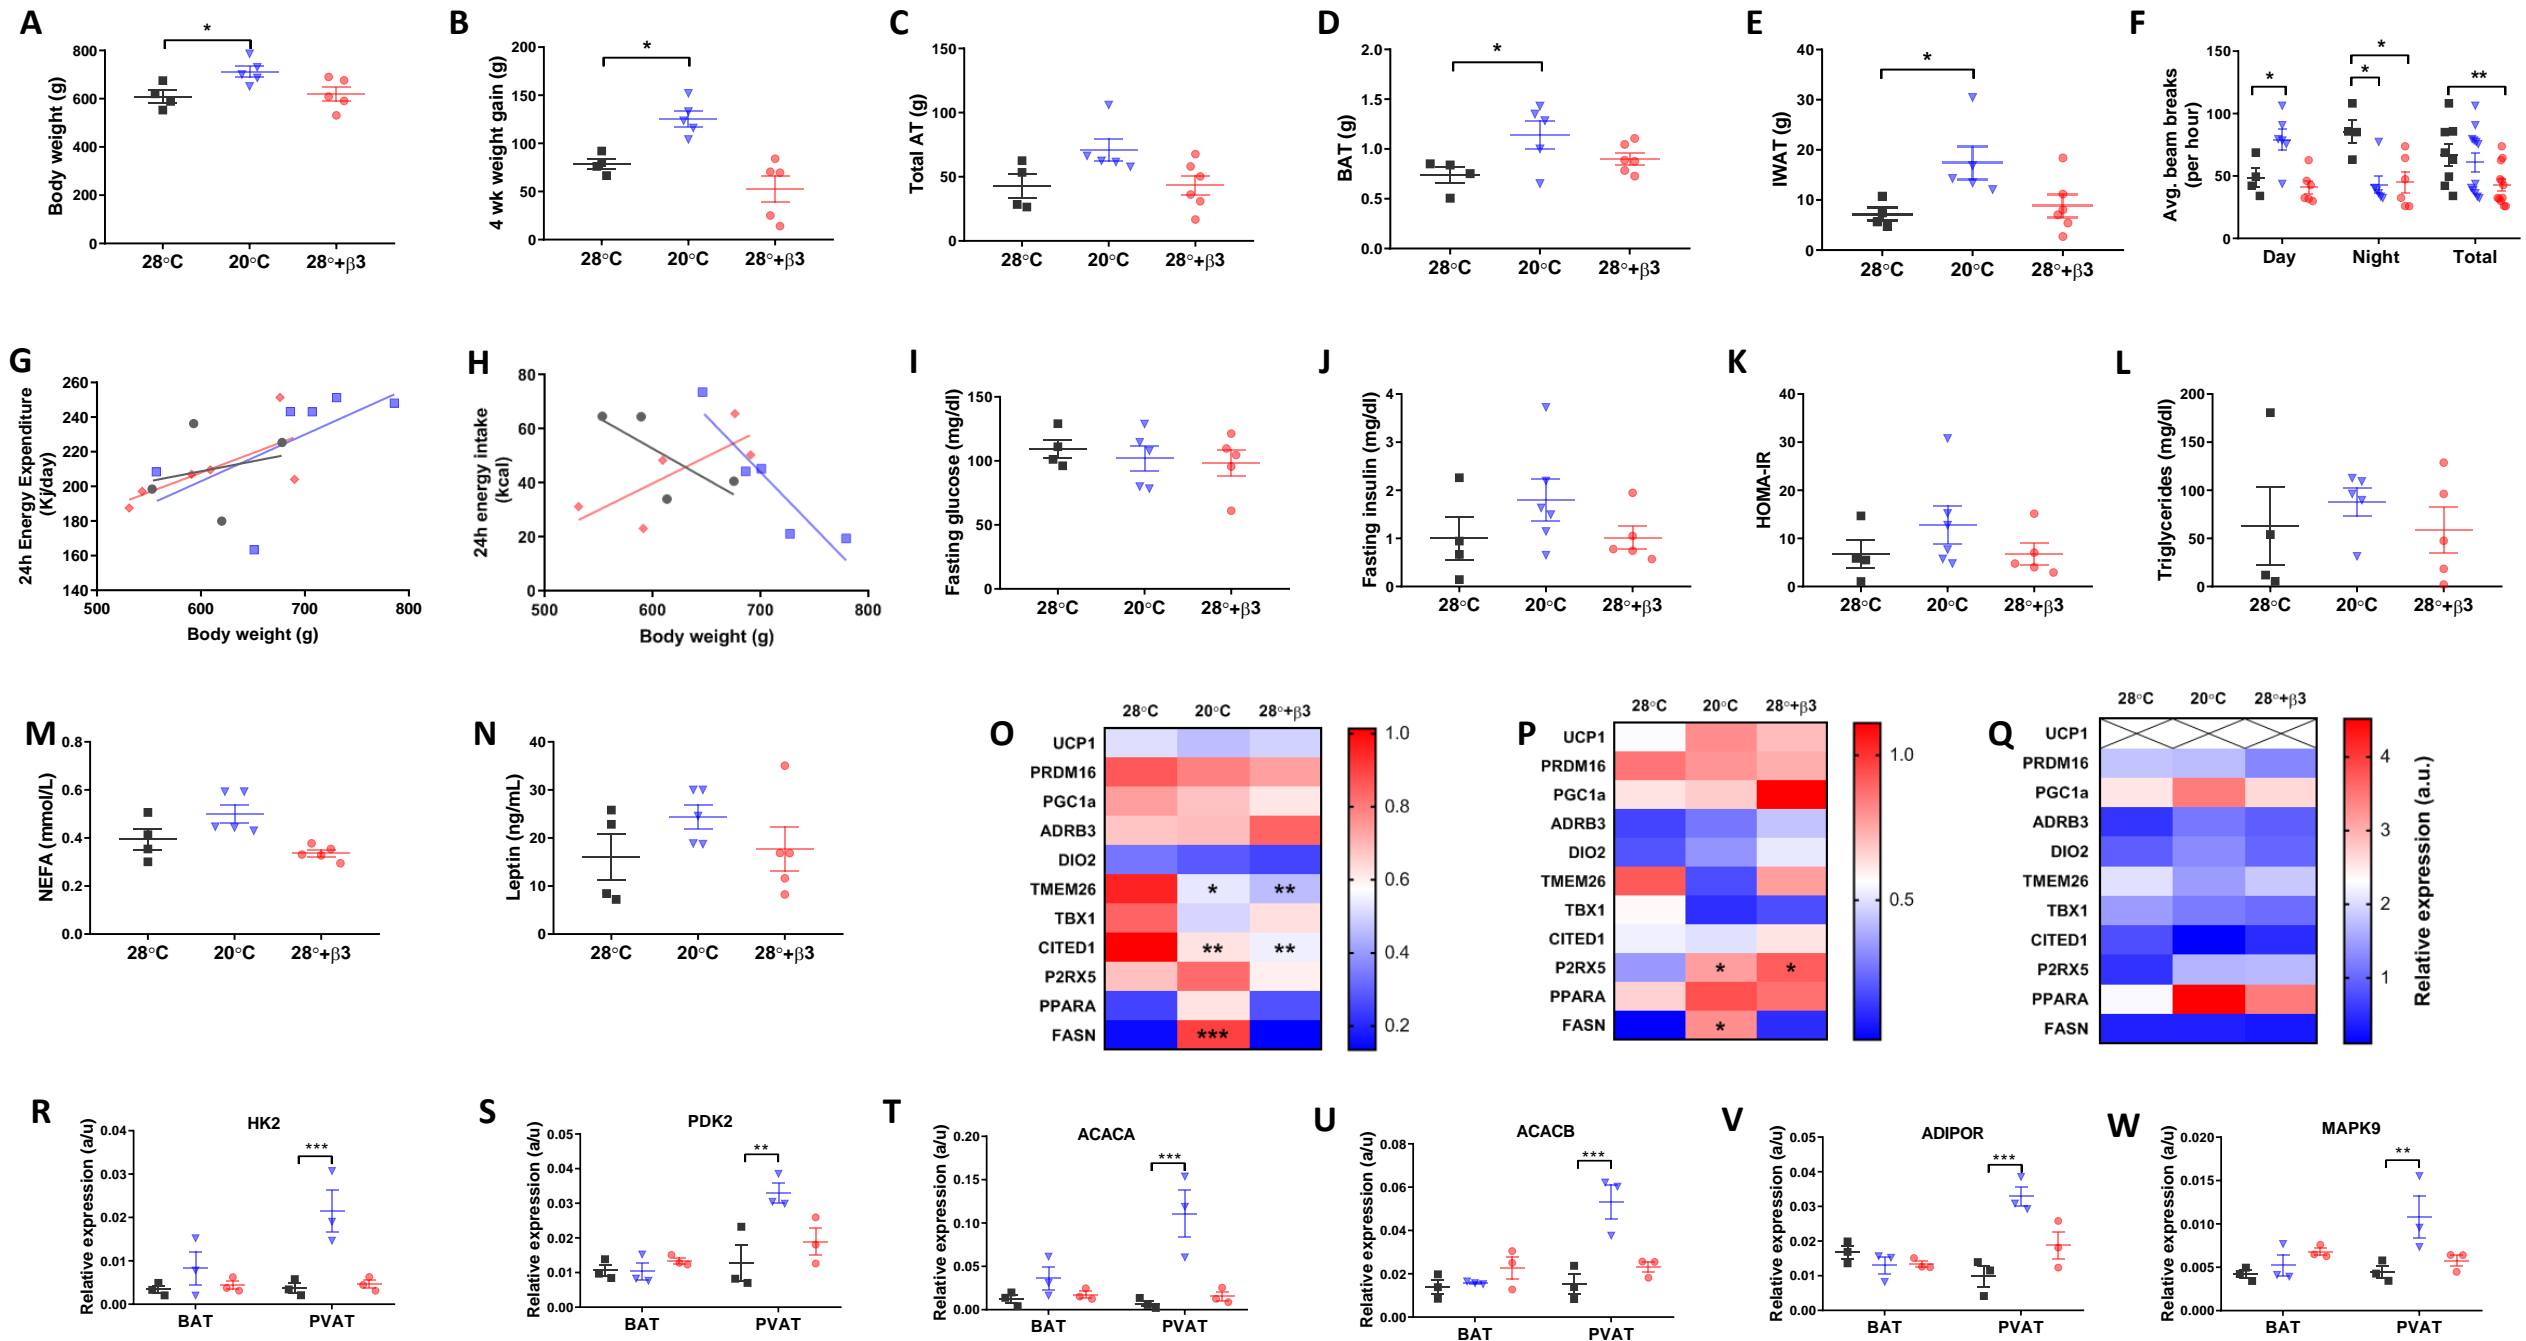 A
*
Body weight (g)
800
600
400
200
0
28°C
20°C
28°+β3
B
*
4 wk weight gain (g)
200
150
100
50
0
28°C
20°C
28°+β3
C
Total AT (g)
150
100
50
0
28°C
20°C
28°+β3
D
*
BAT (g)
2.0
1.5
1.0
0.5
0.0
28°C
20°C
28°+β3
E
*
IWAT (g)
40
30
20
10
0
28°C
20°C
28°+β3
F
*
*
*
**
Avg. beam breaks
(per hour)
150
100
50
0
Day
Night
Total
G
24h Energy Expenditure
(Kj/day)
260
240
220
200
180
160
140
500
600
700
800
Body weight (g)
H
24h energy intake
(kcal)
80
60
40
20
0
500
600
700
800
Body weight (g)
I
Fasting glucose (mg/dl)
150
100
50
0
28°C
20°C
28°+β3
J
Fasting insulin (mg/dl)
4
3
2
1
0
28°C
20°C
28°+β3
K
HOMA-IR
40
30
20
10
0
28°C
20°C
28°+β3
L
Triglycerides (mg/dl)
200
150
100
50
0
28°C
20°C
28°+β3
M
NEFA (mmol/L)
0.8
0.6
0.4
0.2
0.0
28°C
20°C
28°+β3
N
Leptin (ng/mL)
40
30
20
10
0
28°C
20°C
28°+β3
O
28°C 20°C 28°+β3
UCP1
PRDM16
PGC1a
ADRB3
DIO2
TMEM26 * **
TBX1
CITED1 ** **
P2RX5
PPARA
FASN ***
1.0
0.8
0.6
0.4
0.2
P
28°C 20°C 28°+β3
UCP1
PRDM16
PGC1a
ADRB3
DIO2
TMEM26
TBX1
CITED1
P2RX5 * *
PPARA
FASN *
1.0
0.5
Q
28°C 20°C 28°+β3
UCP1
PRDM16
PGC1a
ADRB3
DIO2
TMEM26
TBX1
CITED1
P2RX5
PPARA
FASN
4
3
2
1
Relative expression (a.u.)
R
HK2
***
Relative expression (a/u)
0.04
0.03
0.02
0.01
0.00
BAT
PVAT
S
PDK2
**
Relative expression (a/u)
0.05
0.04
0.03
0.02
0.01
0.00
BAT
PVAT
T
ACACA
***
Relative expression (a/u)
0.20
0.15
0.10
0.05
0.00
BAT
PVAT
U
ACACB
***
Relative expression (a/u)
0.08
0.06
0.04
0.02
0.00
BAT
PVAT
V
ADIPOR
***
Relative expression (a/u)
0.05
0.04
0.03
0.02
0.01
0.00
BAT
PVAT
W
MAPK9
**
Relative expression (a/u)
0.020
0.015
0.010
0.005
0.000
BAT
PVAT